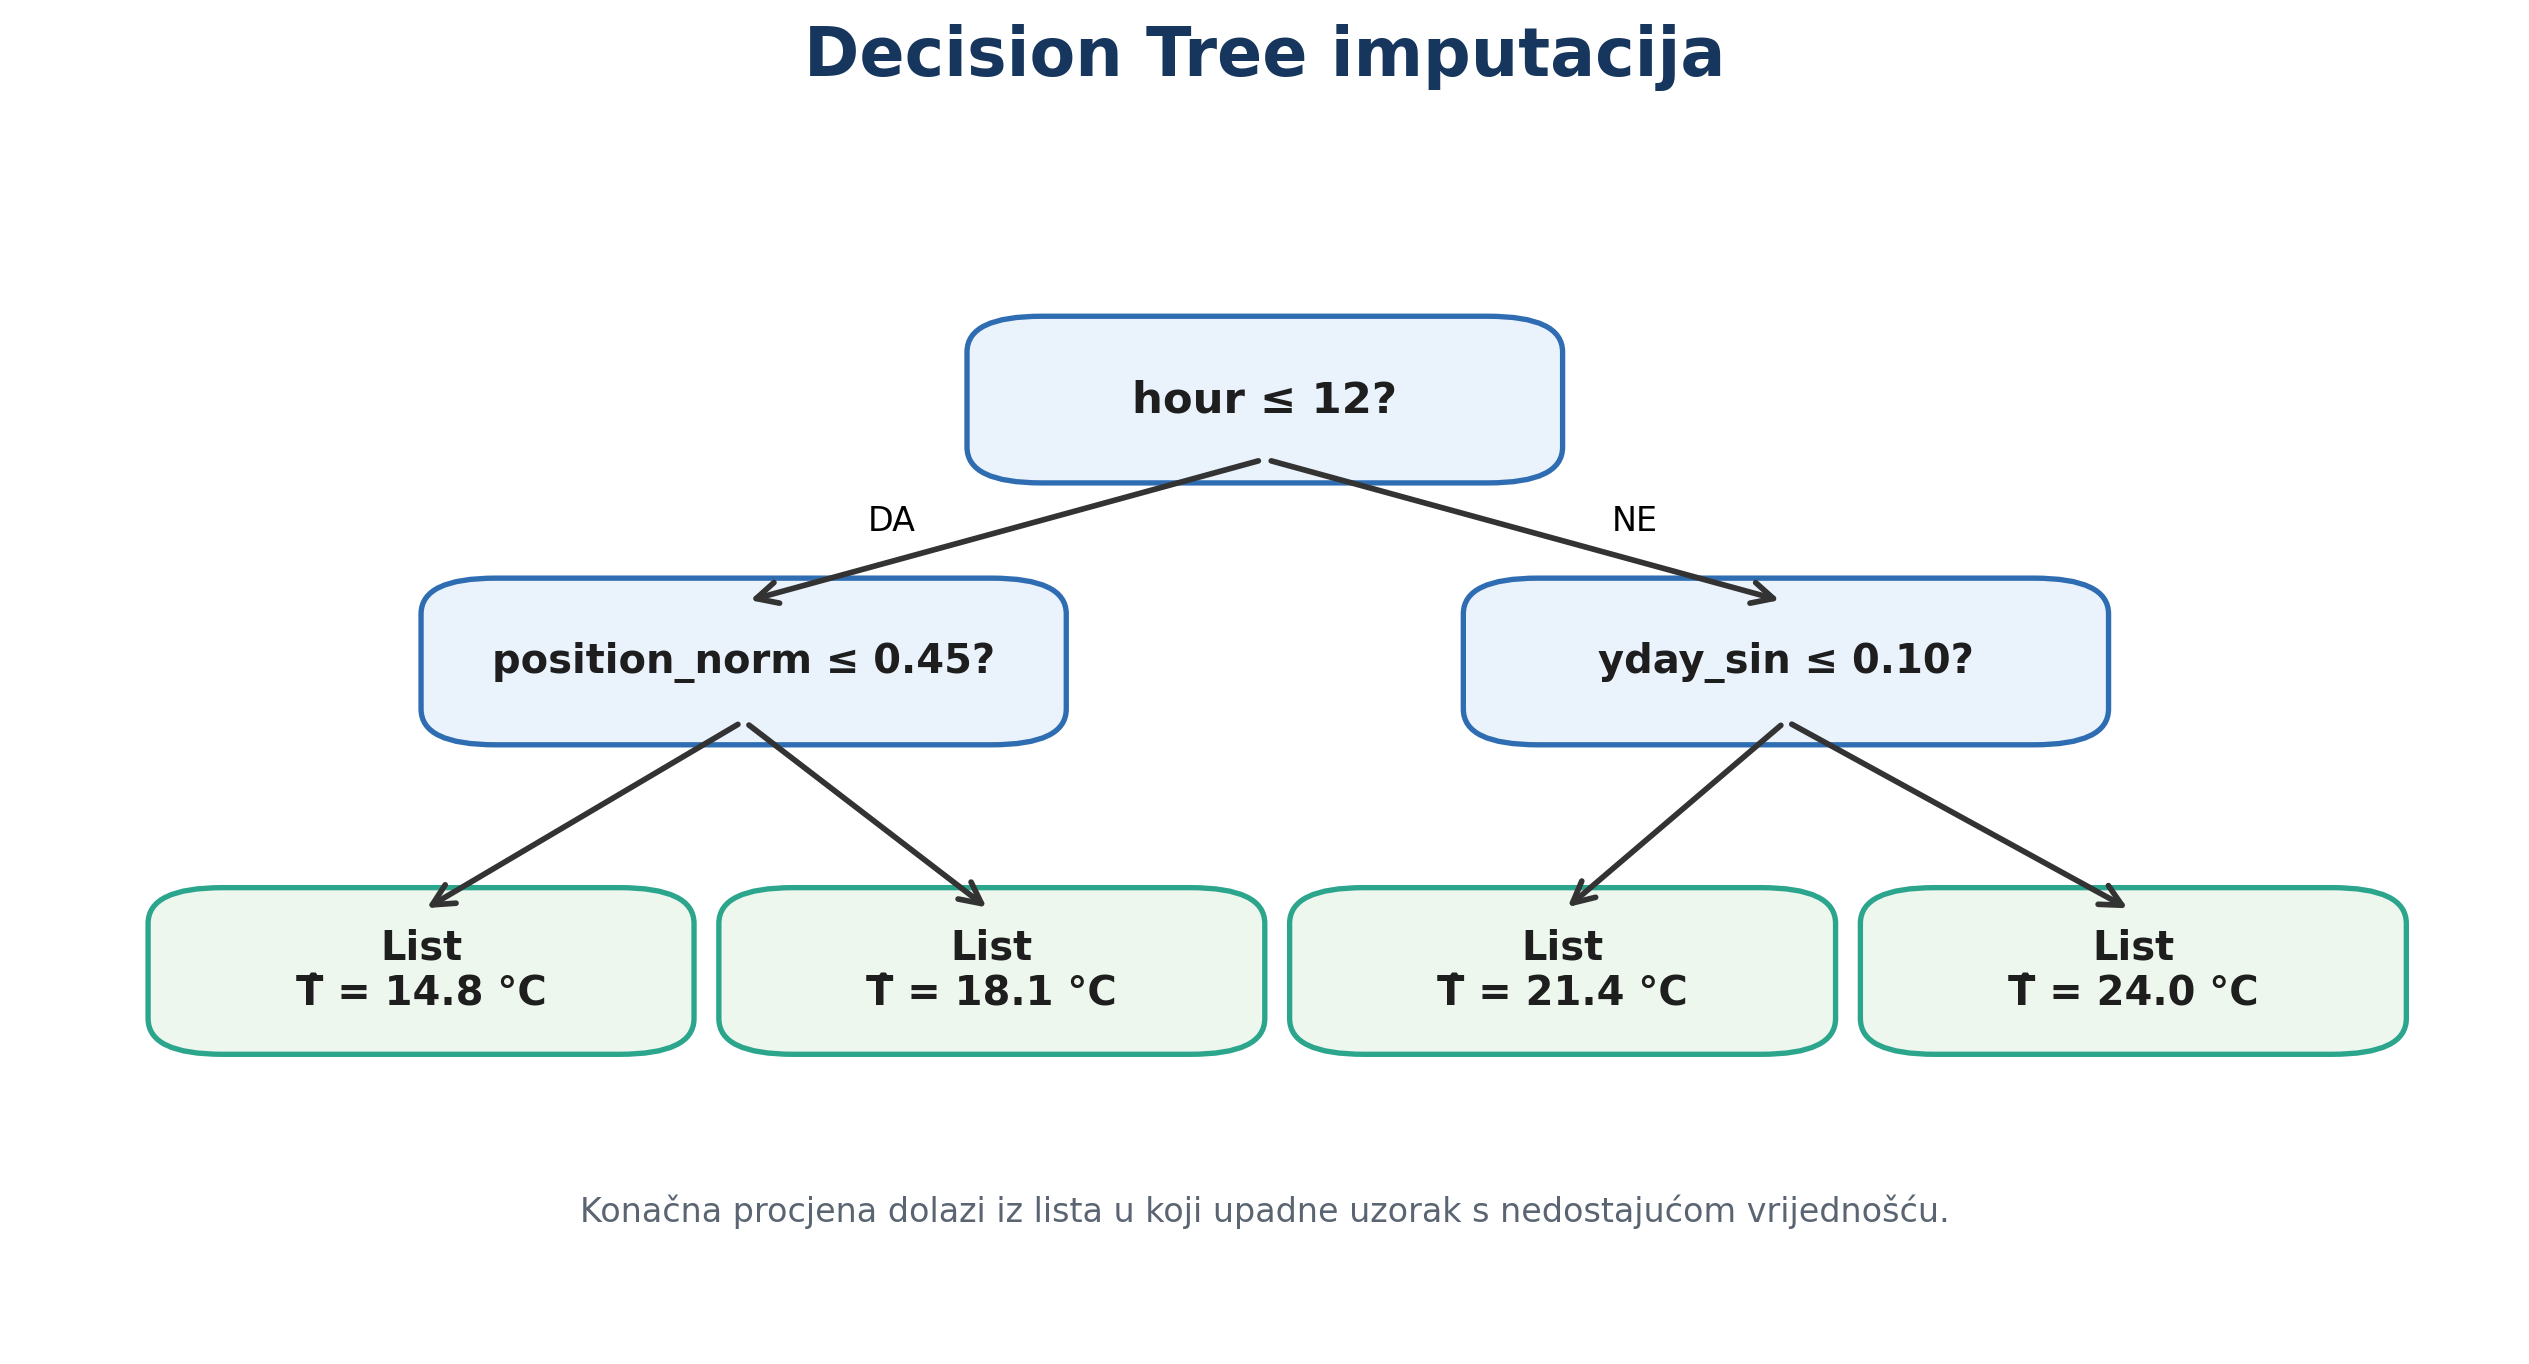 Decision Tree imputacija
hour ≤ 12?
DA
NE
position_norm ≤ 0.45?
yday_sin ≤ 0.10?
List
T̂ = 14.8 °C
List
T̂ = 18.1 °C
List
T̂ = 21.4 °C
List
T̂ = 24.0 °C
Konačna procjena dolazi iz lista u koji upadne uzorak s nedostajućom vrijednošću.